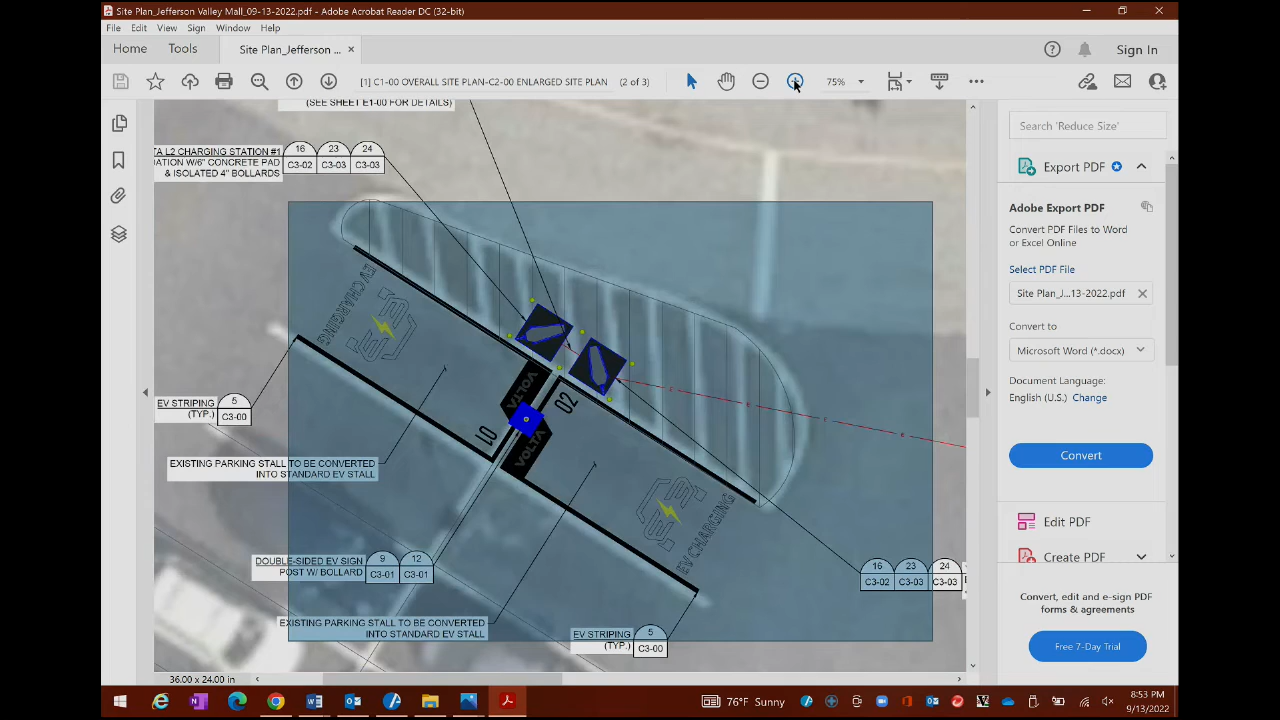 Site Plan_Jefferson Valley Mall_09-13-2022.pdf - Adobe Acrobat Reader DC (32-bit)
File Edit View Sign Window Help
Home Tools Site Plan_Jefferson ... × Sign In
[1] C1-00 OVERALL SITE PLAN-C2-00 ENLARGED SITE PLAN (2 of 3) 75%
(SEE SHEET E1-00 FOR DETAILS)
TA L2 CHARGING STATION #1 16 23 24
DATION W/6" CONCRETE PAD C3-02 C3-03 C3-03
& ISOLATED 4" BOLLARDS
EV CHARGING
VOLTA
02
01
VOLTA
EV STRIPING 5
(TYP.) C3-00
EXISTING PARKING STALL TO BE CONVERTED
INTO STANDARD EV STALL
EV CHARGING
E E E E
DOUBLE-SIDED EV SIGN 9 12
POST W/ BOLLARD C3-01 C3-01
16 23 24
C3-02 C3-03 C3-03
EXISTING PARKING STALL TO BE CONVERTED
INTO STANDARD EV STALL
EV STRIPING 5
(TYP.) C3-00
36.00 x 24.00 in
Search 'Reduce Size'
Export PDF
Adobe Export PDF
Convert PDF Files to Word
or Excel Online
Select PDF File
Site Plan_J...13-2022.pdf
Convert to
Microsoft Word (*.docx)
Document Language:
English (U.S.) Change
Convert
Edit PDF
Create PDF
Convert, edit and e-sign PDF
forms & agreements
Free 7-Day Trial
76°F Sunny
8:53 PM
9/13/2022